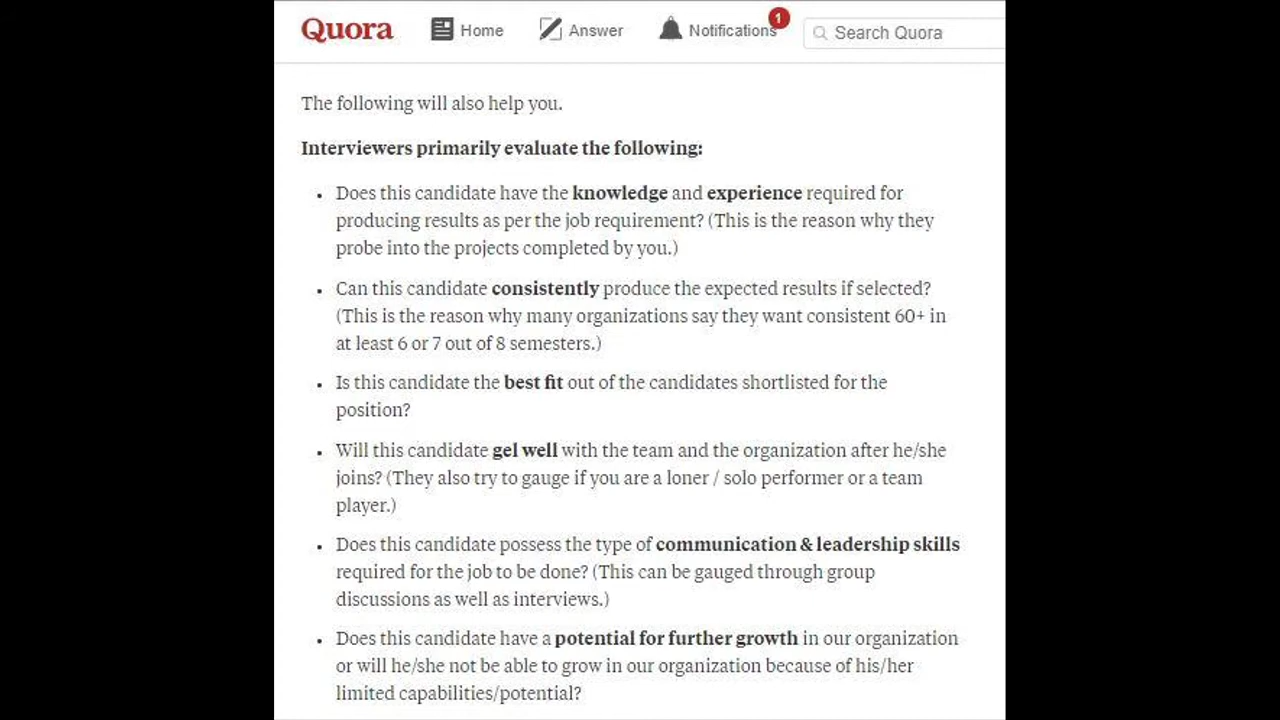 Quora Home Answer Notifications 1 Search Quora
The following will also help you.
Interviewers primarily evaluate the following:
• Does this candidate have the knowledge and experience required for
producing results as per the job requirement? (This is the reason why they
probe into the projects completed by you.)
• Can this candidate consistently produce the expected results if selected?
(This is the reason why many organizations say they want consistent 60+ in
at least 6 or 7 out of 8 semesters.)
• Is this candidate the best fit out of the candidates shortlisted for the
position?
• Will this candidate gel well with the team and the organization after he/she
joins? (They also try to gauge if you are a loner / solo performer or a team
player.)
• Does this candidate possess the type of communication & leadership skills
required for the job to be done? (This can be gauged through group
discussions as well as interviews.)
• Does this candidate have a potential for further growth in our organization
or will he/she not be able to grow in our organization because of his/her
limited capabilities/potential?